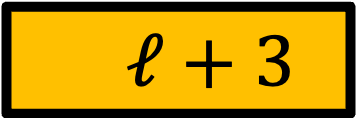 ℓ + 3